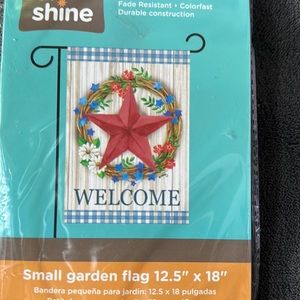 shine
Fade Resistant • Colorfast
Durable construction
WELCOME
Small garden flag 12.5" x 18"
Bandera pequeña para jardín: 12.5 x 18 pulgadas